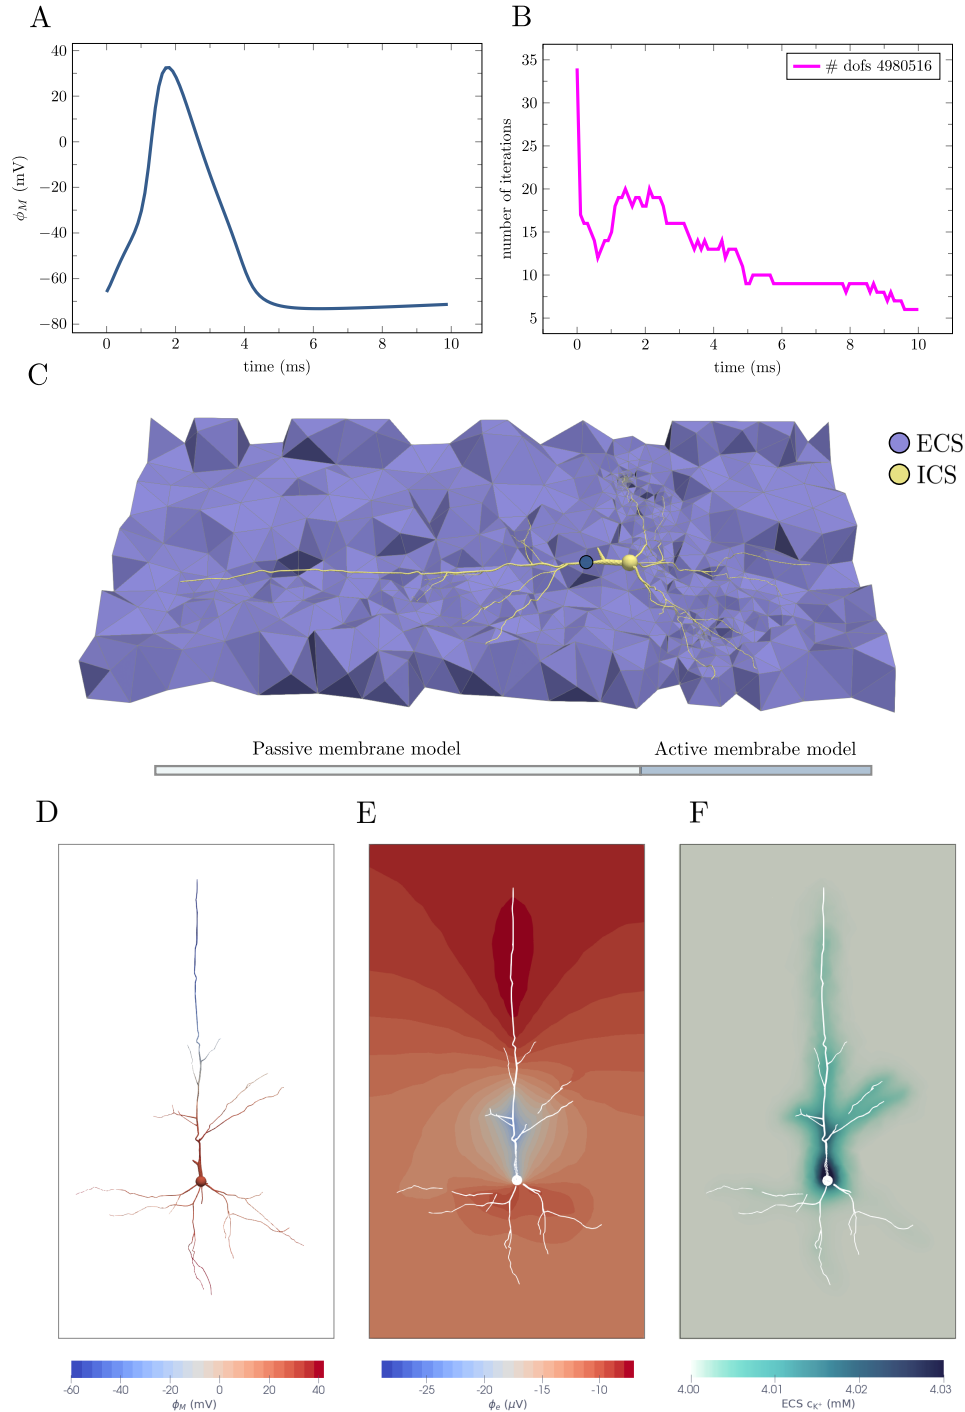 A
B
40
20
0
−20
−40
−60
−80
ϕM (mV)
0
2
4
6
8
10
time (ms)
35
30
25
20
15
10
5
number of iterations
# dofs 4980516
0
2
4
6
8
10
time (ms)
C
ECS
ICS
Passive membrane model
Active membrabe model
D
E
F
-60
-40
-20
0
20
40
ϕM (mV)
-25
-20
-15
-10
ϕe (μV)
4.00
4.01
4.02
4.03
ECS cK+ (mM)